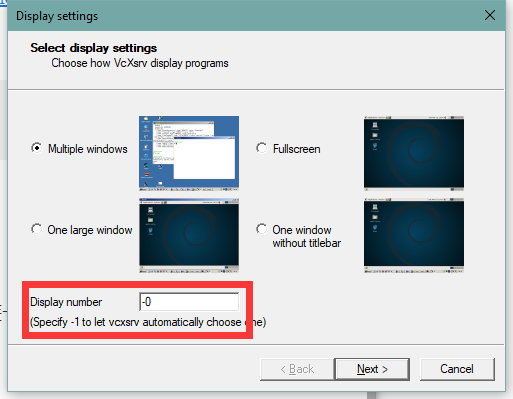 Display settings
Select display settings
Choose how VcXsrv display programs
Multiple windows
Fullscreen
One large window
One window
without titlebar
Display number
-0
(Specify -1 to let vcxsrv automatically choose one)
< Back
Next >
Cancel